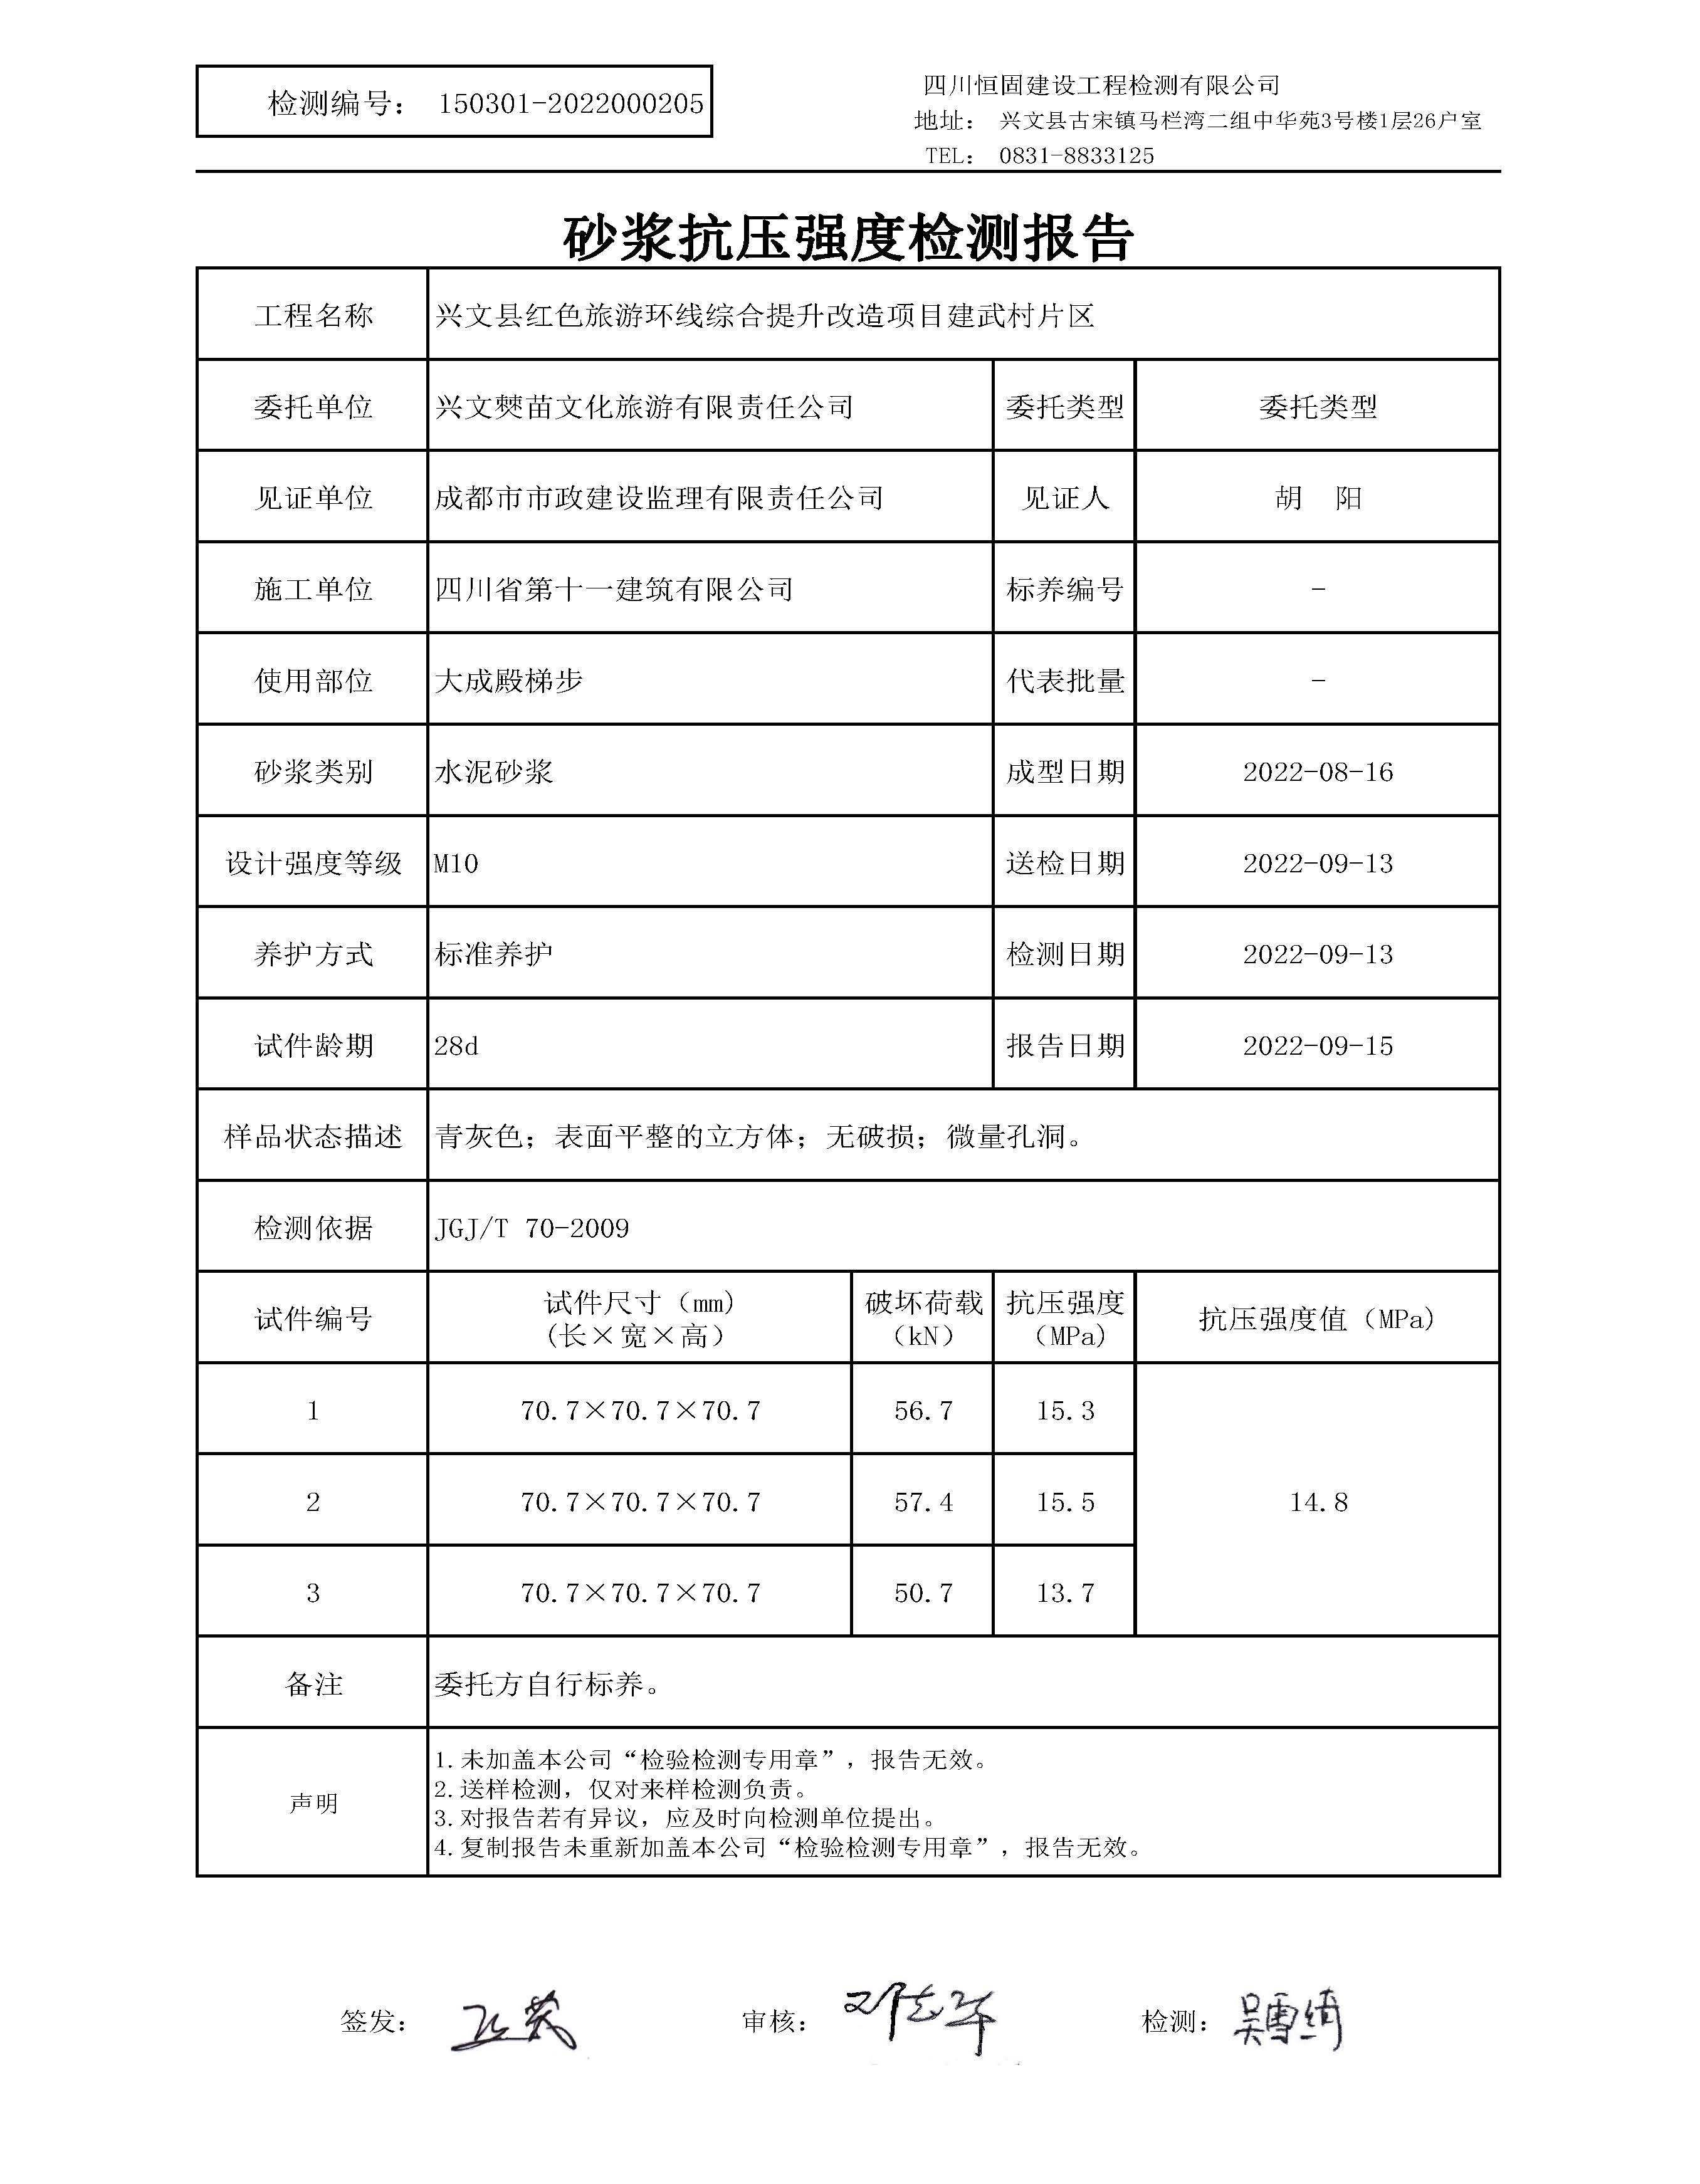 检测编号： 150301-2022000205
四川恒固建设工程检测有限公司
地址： 兴文县古宋镇马栏湾二组中华苑3号楼1层26户室
TEL： 0831-8833125
砂浆抗压强度检测报告
工程名称 兴文县红色旅游环线综合提升改造项目建武村片区
委托单位 兴文僰苗文化旅游有限责任公司 委托类型 委托类型
见证单位 成都市市政建设监理有限责任公司 见证人 胡 阳
施工单位 四川省第十一建筑有限公司 标养编号 -
使用部位 大成殿梯步 代表批量 -
砂浆类别 水泥砂浆 成型日期 2022-08-16
设计强度等级 M10 送检日期 2022-09-13
养护方式 标准养护 检测日期 2022-09-13
试件龄期 28d 报告日期 2022-09-15
样品状态描述 青灰色；表面平整的立方体；无破损；微量孔洞。
检测依据 JGJ/T 70-2009
试件编号 试件尺寸（mm) (长×宽×高） 破坏荷载（kN） 抗压强度（MPa) 抗压强度值（MPa)
1 70.7×70.7×70.7 56.7 15.3
2 70.7×70.7×70.7 57.4 15.5 14.8
3 70.7×70.7×70.7 50.7 13.7
备注 委托方自行标养。
声明
1.未加盖本公司“检验检测专用章”，报告无效。
2.送样检测，仅对来样检测负责。
3.对报告若有异议，应及时向检测单位提出。
4.复制报告未重新加盖本公司“检验检测专用章”，报告无效。
签发： 审核： 检测：吴雪绮